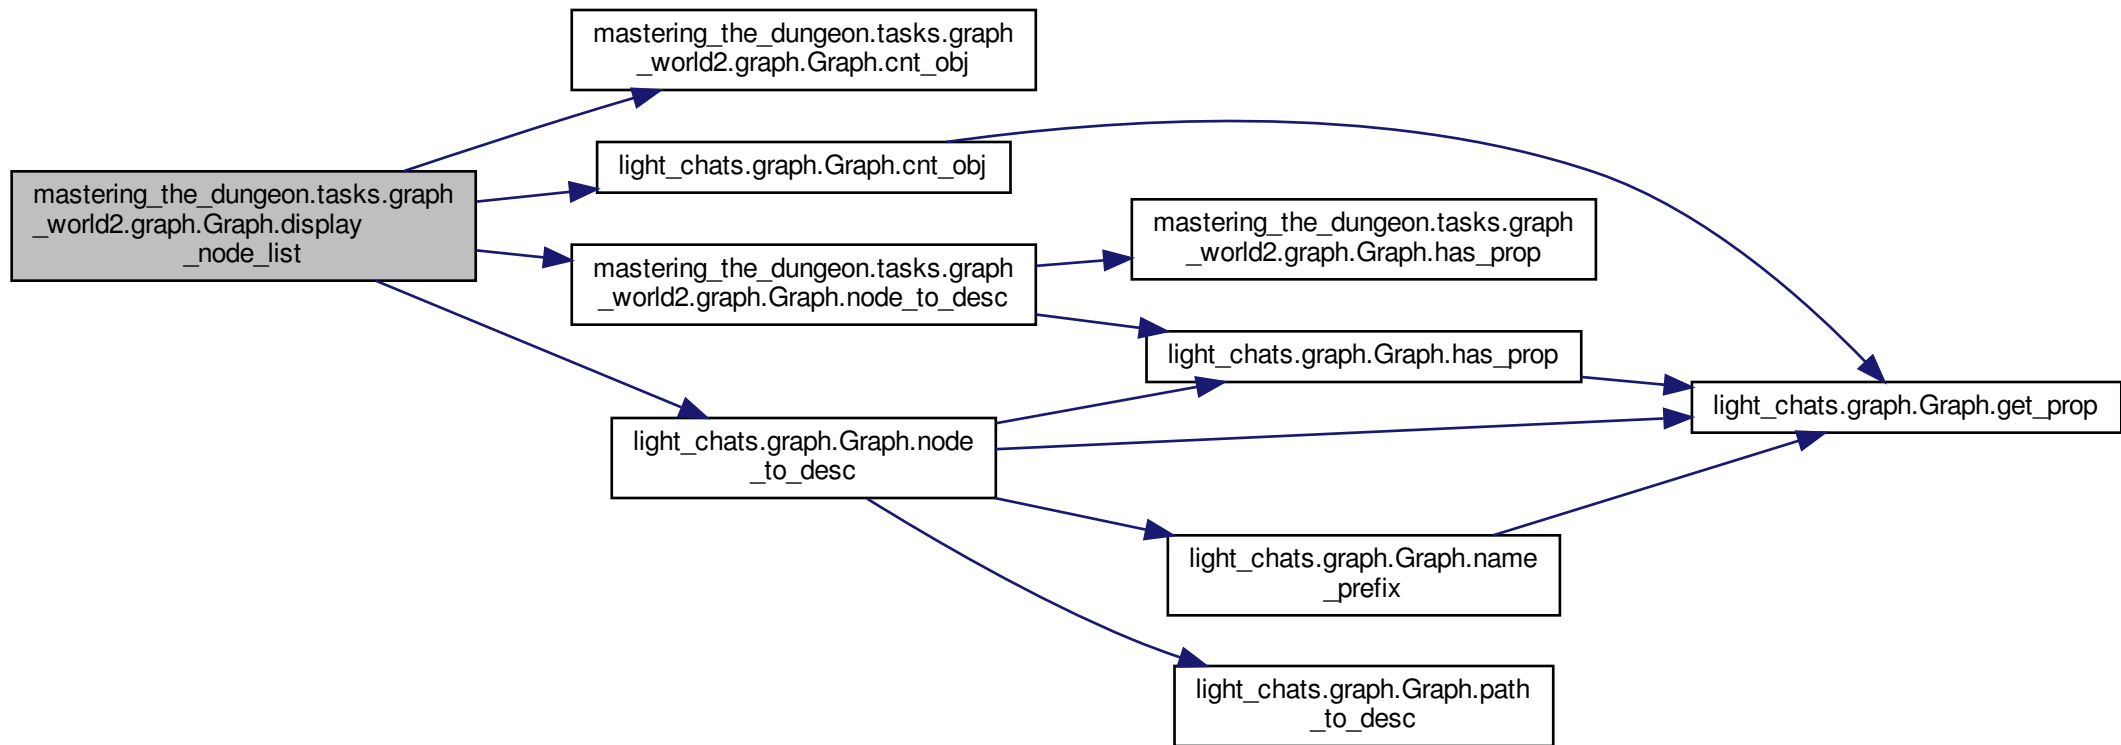 mastering_the_dungeon.tasks.graph
_world2.graph.Graph.display
_node_list
mastering_the_dungeon.tasks.graph
_world2.graph.Graph.cnt_obj
light_chats.graph.Graph.cnt_obj
mastering_the_dungeon.tasks.graph
_world2.graph.Graph.node_to_desc
light_chats.graph.Graph.node
_to_desc
mastering_the_dungeon.tasks.graph
_world2.graph.Graph.has_prop
light_chats.graph.Graph.has_prop
light_chats.graph.Graph.name
_prefix
light_chats.graph.Graph.path
_to_desc
light_chats.graph.Graph.get_prop